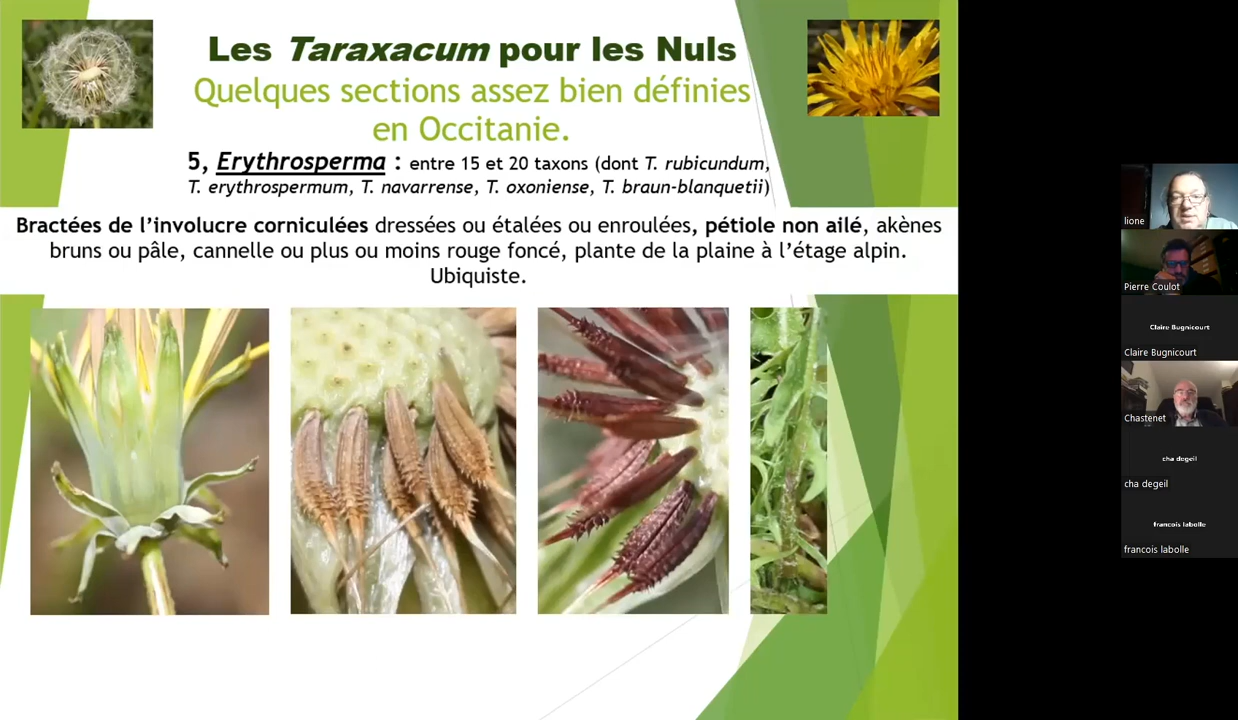 Les Taraxacum pour les Nuls
Quelques sections assez bien définies
en Occitanie.
5, Erythrosperma : entre 15 et 20 taxons (dont T. rubicundum,
T. erythrospermum, T. navarrense, T. oxoniense, T. braun-blanquetii)
Bractées de l’involucre corniculées dressées ou étalées ou enroulées, pétiole non ailé, akènes
bruns ou pâle, cannelle ou plus ou moins rouge foncé, plante de la plaine à l’étage alpin.
Ubiquiste.
lione
Pierre Coulot
Claire Bugnicourt
Claire Bugnicourt
Chastenet
cha degeil
cha degeil
francois labolle
francois labolle